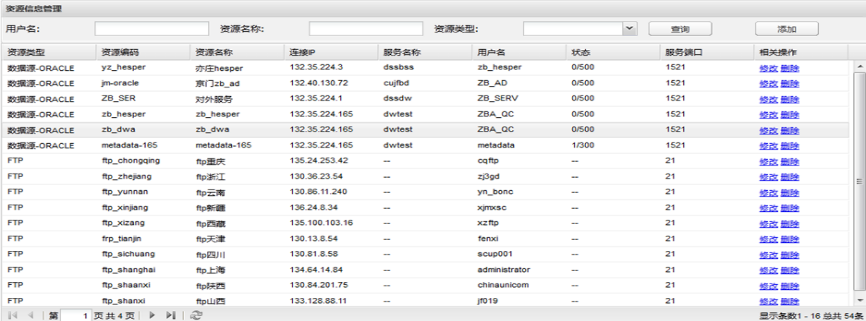 资源信息管理
用户名: 资源名称: 资源类型: 查询 添加
资源类型 资源编码 资源名称 连接IP 服务名称 用户名 状态 服务端口 相关操作
数据源-ORACLE yz_hesper 亦庄hesper 132.35.224.3 dssbss zb_hesper 0/500 1521 修改 删除
数据源-ORACLE jm-oracle 京门zb_ad 132.40.130.72 cujfbd ZB_AD 0/500 1521 修改 删除
数据源-ORACLE ZB_SER 对外服务 132.35.224.1 dssdw ZB_SERV 0/500 1521 修改 删除
数据源-ORACLE zb_hesper zb_hesper 132.35.224.165 dwtest ZBA_QC 0/500 1521 修改 删除
数据源-ORACLE zb_dwa zb_dwa 132.35.224.165 dwtest ZBA_QC 0/500 1521 修改 删除
数据源-ORACLE metadata-165 metadata-165 132.35.224.165 dwtest metadata 1/300 1521 修改 删除
FTP ftp_chongqing ftp重庆 135.24.253.42 -- cqftp -- 21 修改 删除
FTP ftp_zhejiang ftp浙江 130.36.23.54 -- zj3gd -- 21 修改 删除
FTP ftp_yunnan ftp云南 130.86.11.240 -- yn_bonc -- 21 修改 删除
FTP ftp_xinjiang ftp新疆 136.24.8.34 -- xjmxsc -- 21 修改 删除
FTP ftp_xizang ftp西藏 135.100.103.16 -- xzftp -- 21 修改 删除
FTP frp_tianjin ftp天津 130.13.8.54 -- fenxi -- 21 修改 删除
FTP ftp_sichuang ftp四川 130.81.8.58 -- scup001 -- 21 修改 删除
FTP ftp_shanghai ftp上海 134.64.14.84 -- administrator -- 21 修改 删除
FTP ftp_shaanxi ftp陕西 130.84.201.75 -- chinaunicom -- 21 修改 删除
FTP ftp_shanxi ftp山西 133.128.88.11 -- jf019 -- 21 修改 删除
第 1 页 共 4 页 显示条数1 - 16 总共 54条